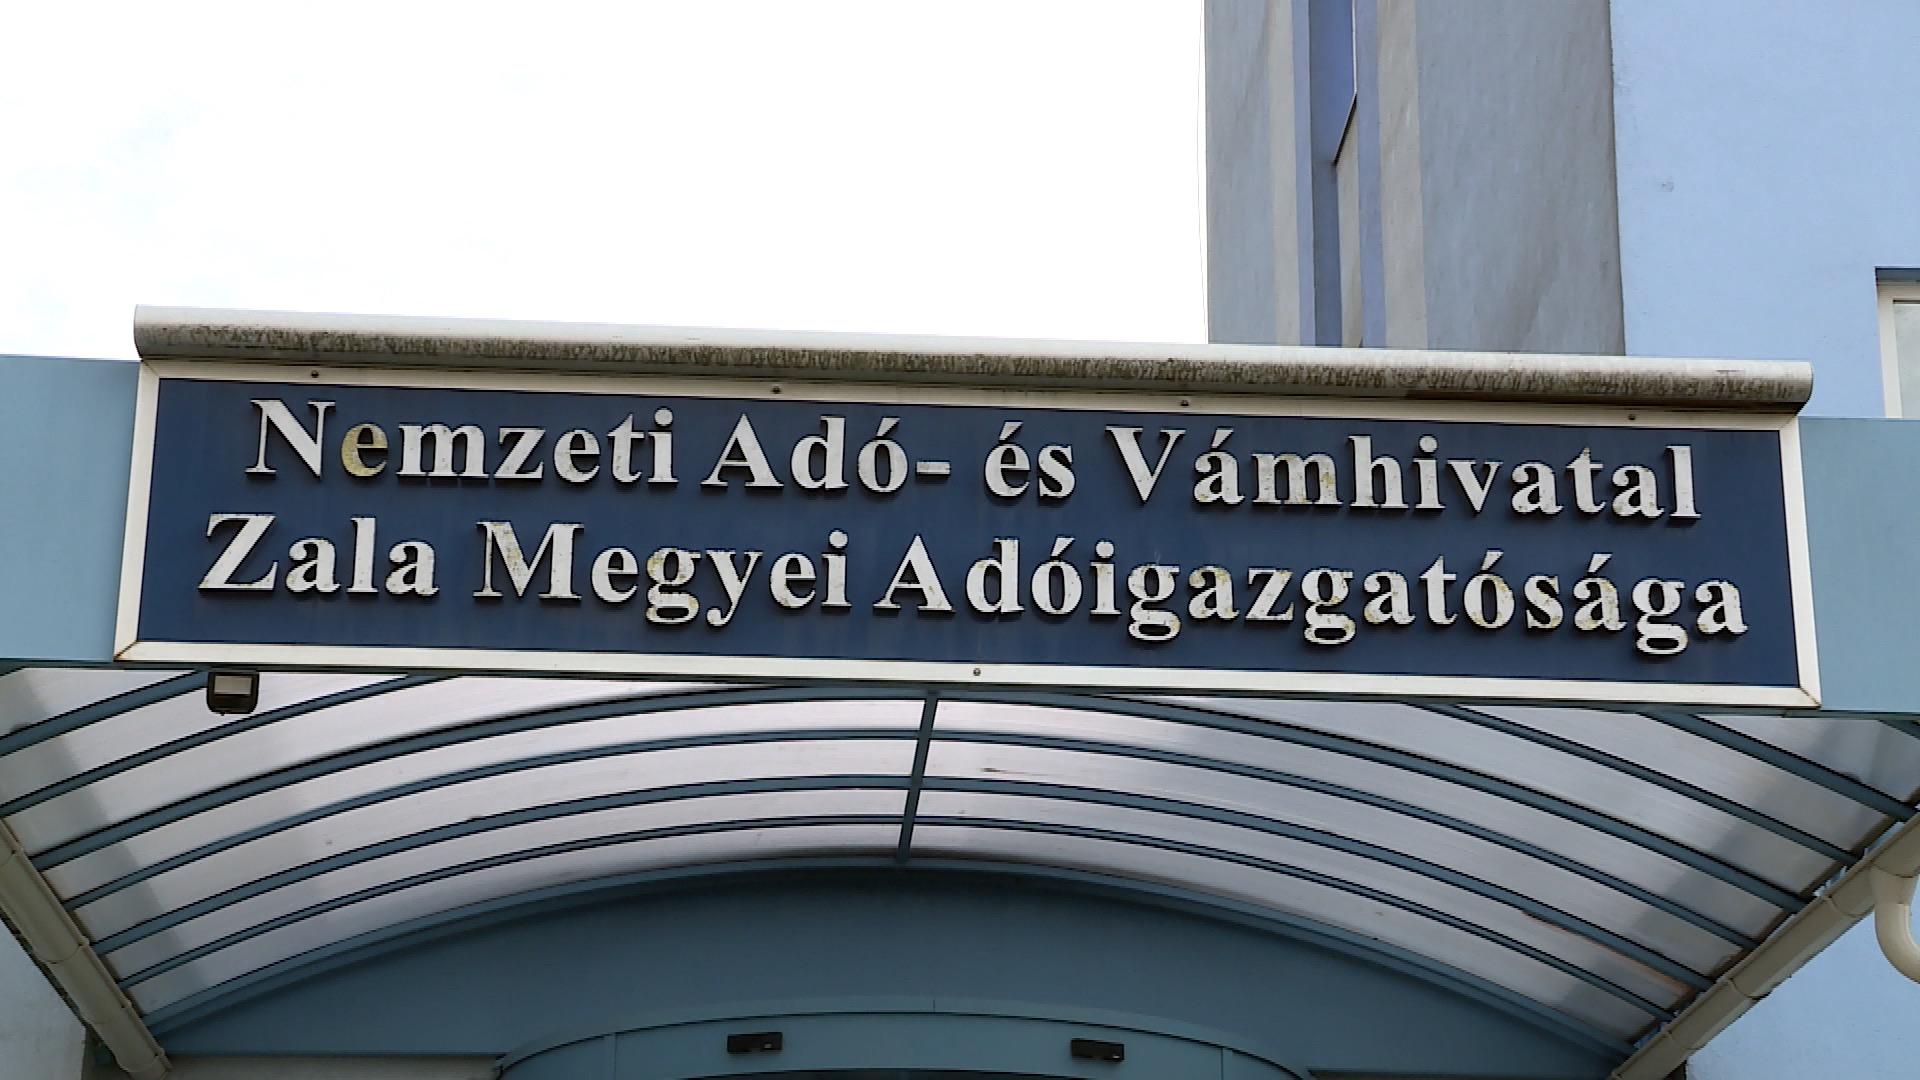 Nemzeti Adó- és Vámhivatal
Zala Megyei Adóigazgatósága